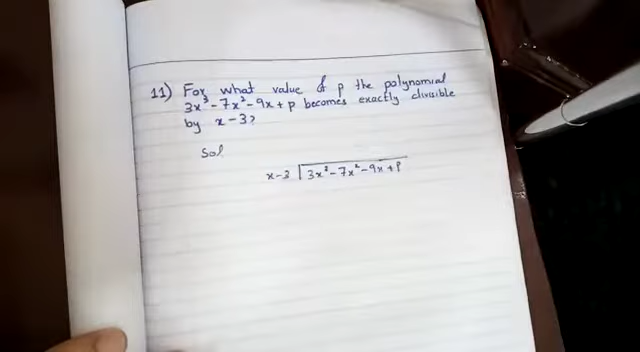 11) For what value of p the polynomial
3x³-7x²-9x+p becomes exactly divisible
by x-3?
Sol
x-3 3x³-7x²-9x+P